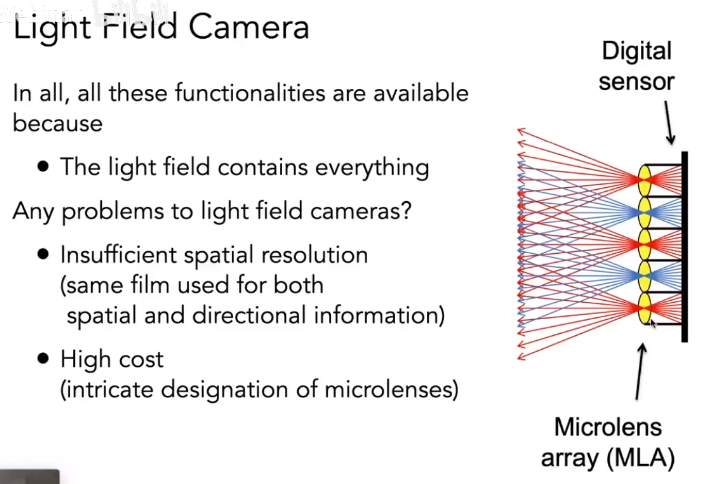 Light Field Camera
In all, all these functionalities are available
because
• The light field contains everything
Any problems to light field cameras?
• Insufficient spatial resolution
(same film used for both
spatial and directional information)
• High cost
(intricate designation of microlenses)
Digital
sensor
Microlens
array (MLA)